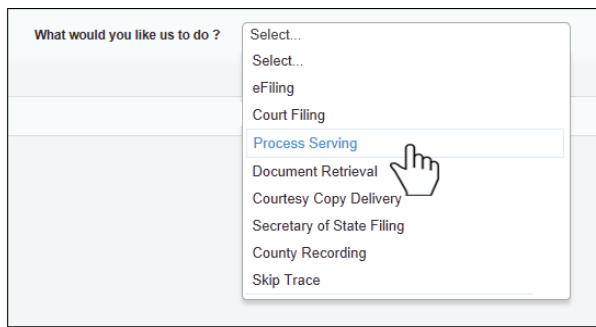 What would you like us to do ? Select...
Select...
eFiling
Court Filing
Process Serving
Document Retrieval
Courtesy Copy Delivery
Secretary of State Filing
County Recording
Skip Trace